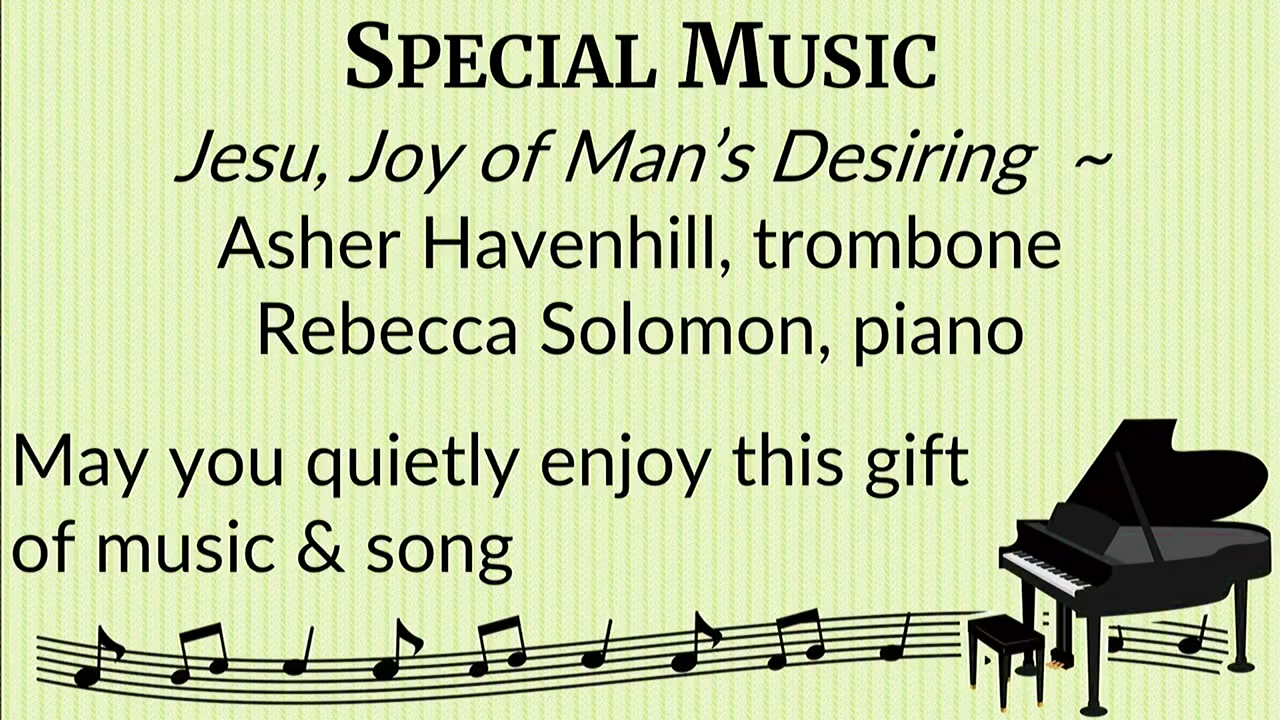 SPECIAL MUSIC
Jesu, Joy of Man's Desiring ~
Asher Havenhill, trombone
Rebecca Solomon, piano
May you quietly enjoy this gift
of music & song